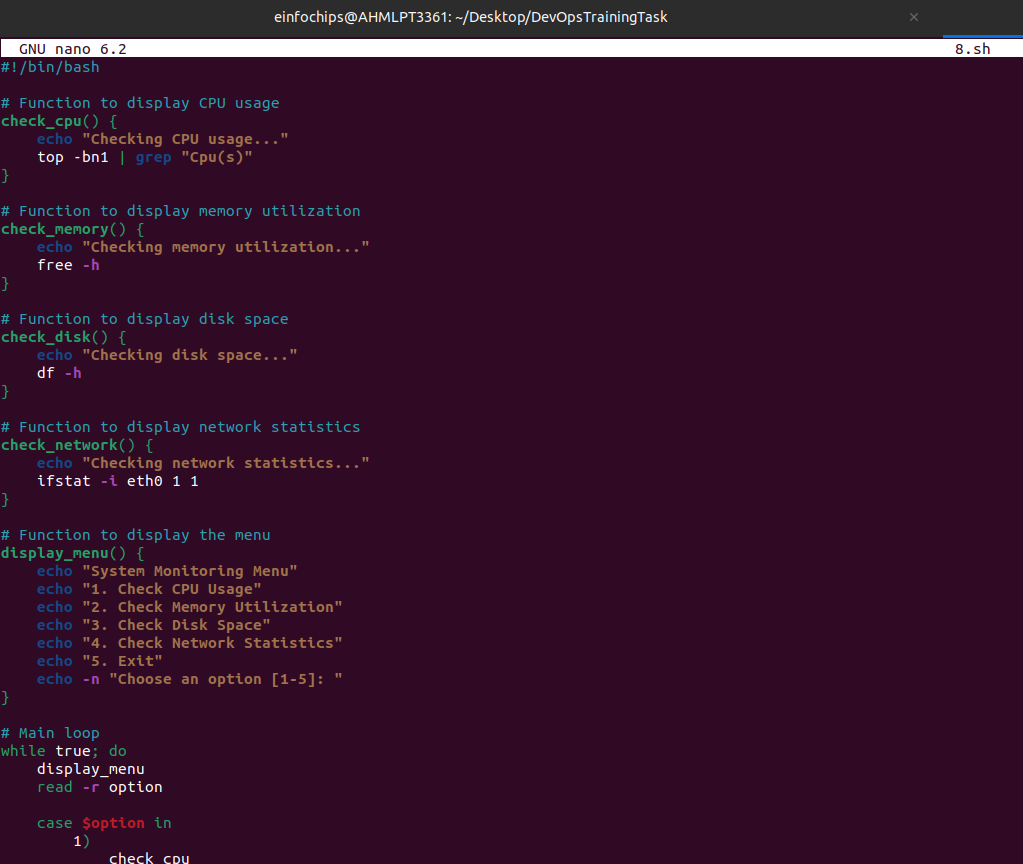 einfochips@AHMLPT3361: ~/Desktop/DevOpsTrainingTask
GNU nano 6.2 8.sh
#!/bin/bash
# Function to display CPU usage
check_cpu() {
    echo "Checking CPU usage..."
    top -bn1 | grep "Cpu(s)"
}
# Function to display memory utilization
check_memory() {
    echo "Checking memory utilization..."
    free -h
}
# Function to display disk space
check_disk() {
    echo "Checking disk space..."
    df -h
}
# Function to display network statistics
check_network() {
    echo "Checking network statistics..."
    ifstat -i eth0 1 1
}
# Function to display the menu
display_menu() {
    echo "System Monitoring Menu"
    echo "1. Check CPU Usage"
    echo "2. Check Memory Utilization"
    echo "3. Check Disk Space"
    echo "4. Check Network Statistics"
    echo "5. Exit"
    echo -n "Choose an option [1-5]: "
}
# Main loop
while true; do
    display_menu
    read -r option
    case $option in
        1)
            check_cpu